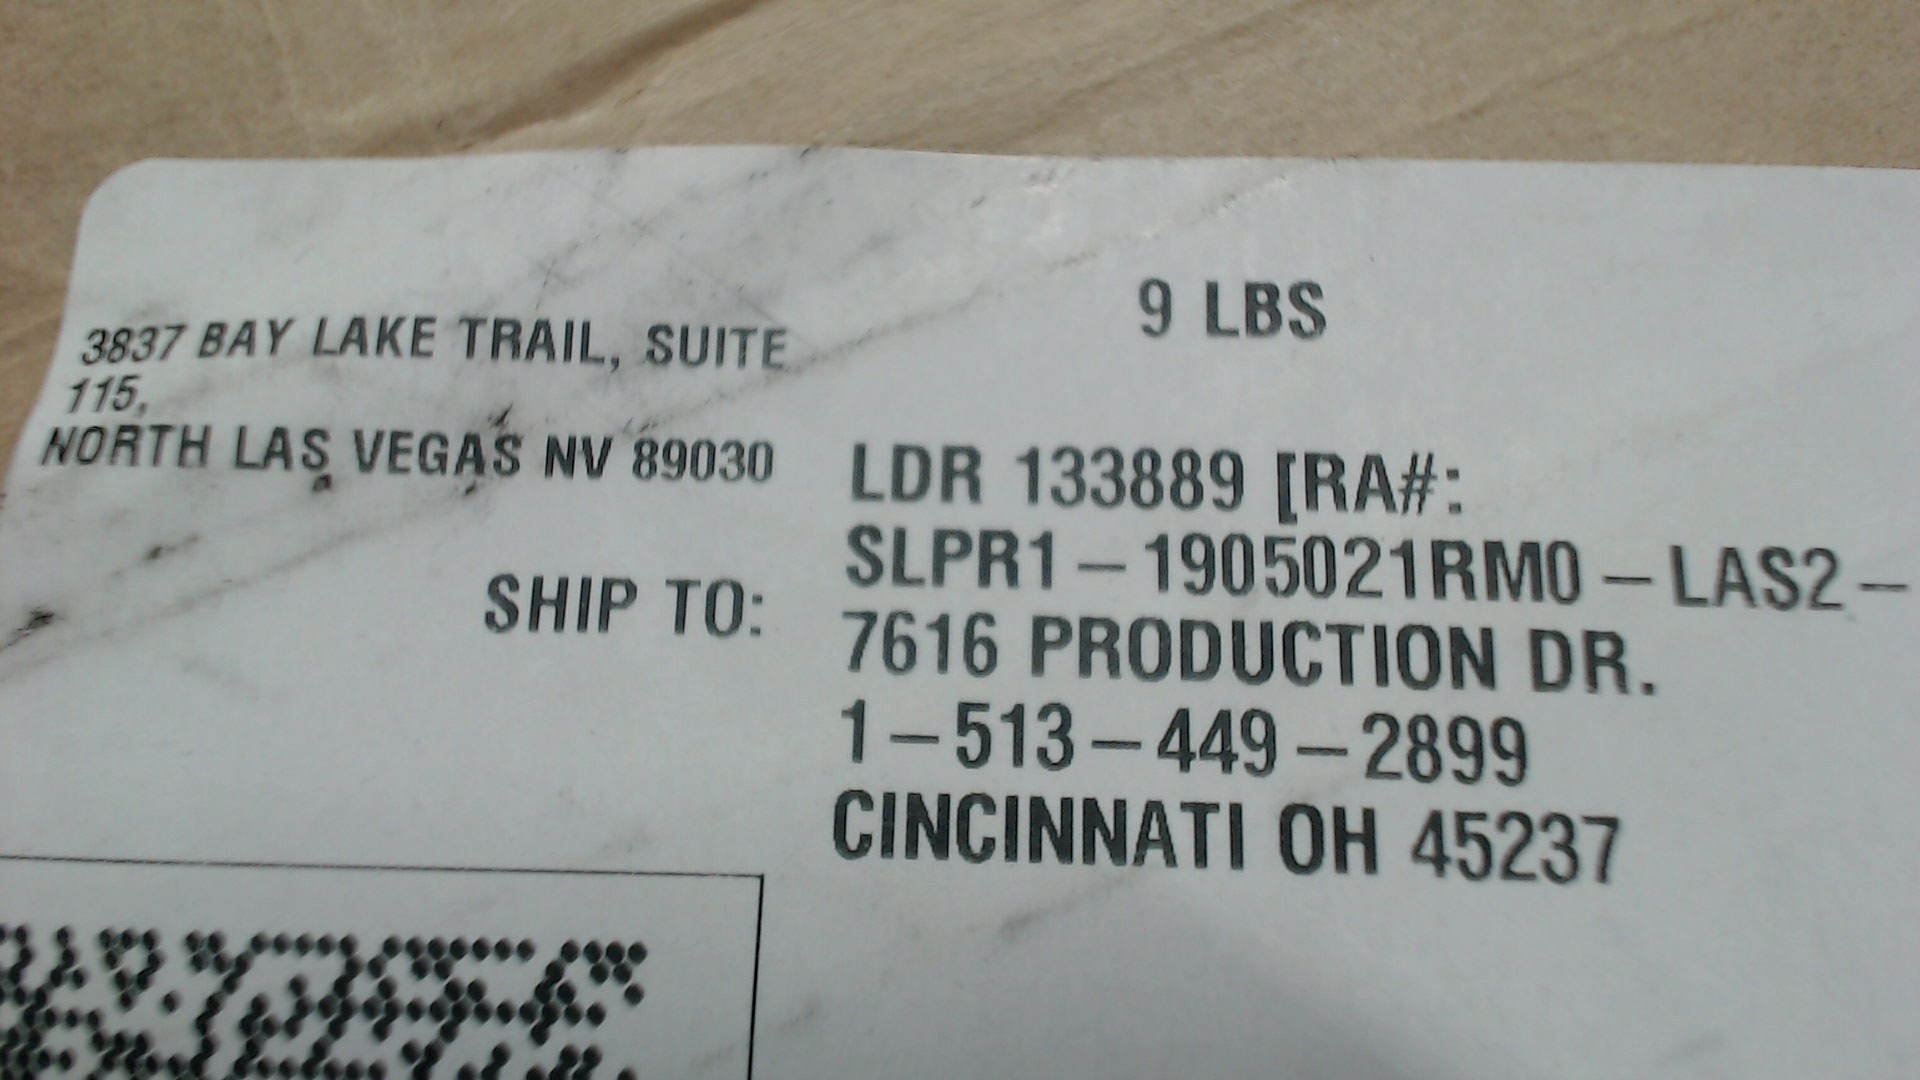 3837 BAY LAKE TRAIL, SUITE
115,
NORTH LAS VEGAS NV 89030
9 LBS
SHIP TO:
LDR 133889 [RA#:
SLPR1-1905021RM0-LAS2-
7616 PRODUCTION DR.
1-513-449-2899
CINCINNATI OH 45237